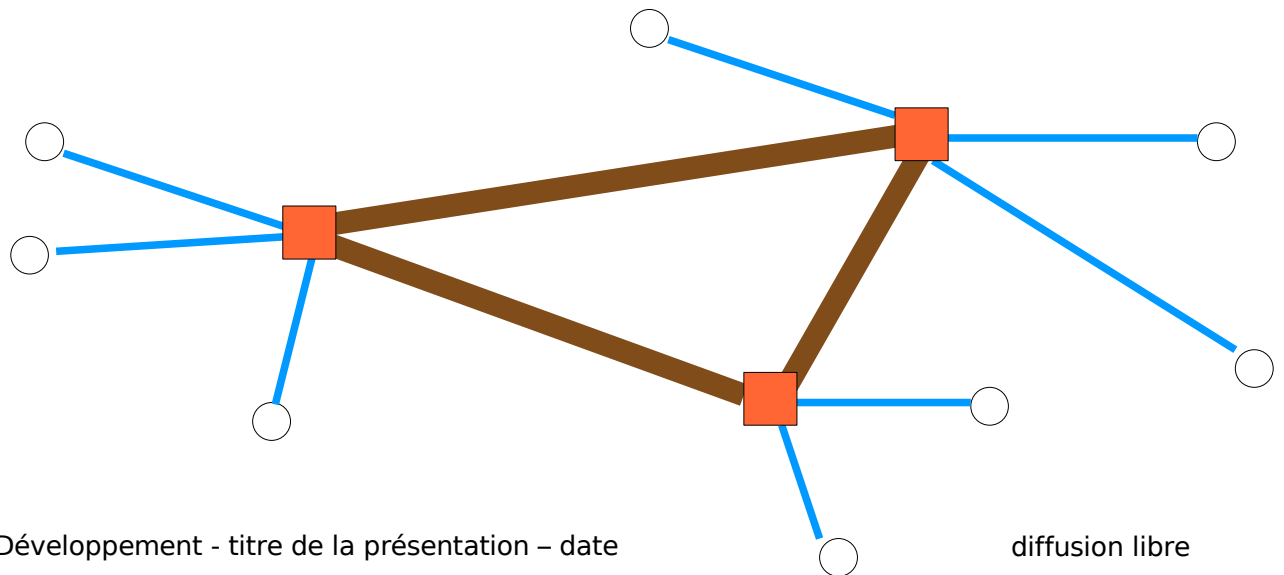 Développement - titre de la présentation – date
diffusion libre